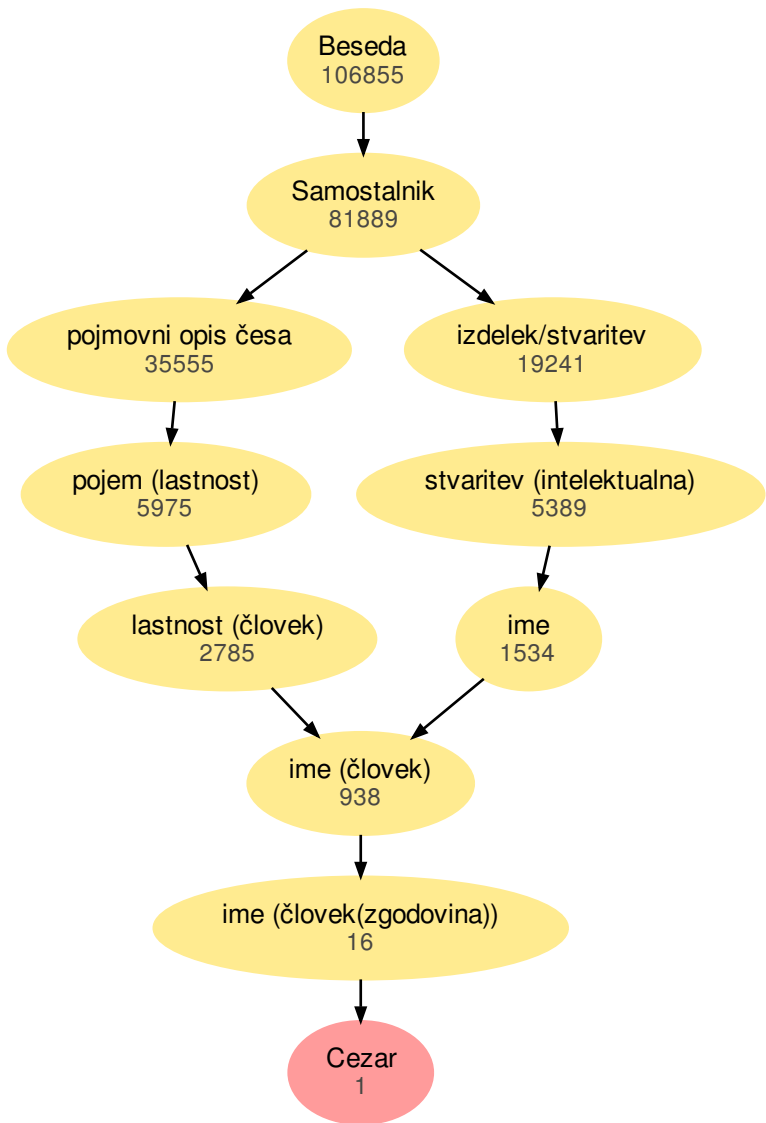 Beseda
106855
Samostalnik
81889
pojmovni opis česa
35555
izdelek/stvaritev
19241
pojem (lastnost)
5975
stvaritev (intelektualna)
5389
lastnost (človek)
2785
ime
1534
ime (človek)
938
ime (človek(zgodovina))
16
Cezar
1